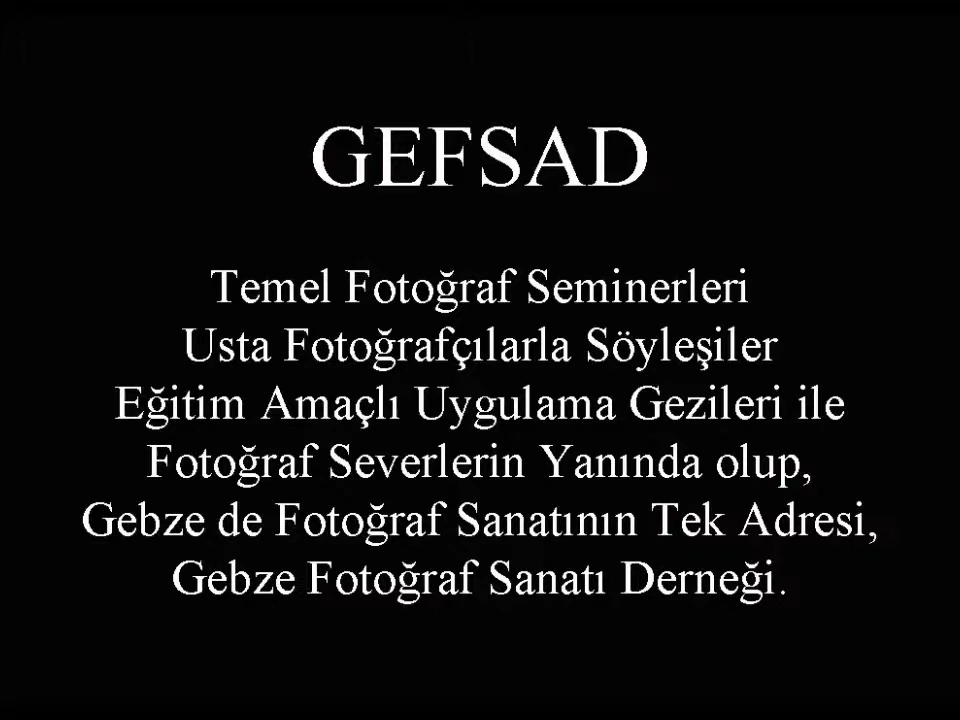 GEFSAD
Temel Fotoğraf Seminerleri
Usta Fotoğrafçılarla Söyleşiler
Eğitim Amaçlı Uygulama Gezileri ile
Fotoğraf Severlerin Yanında olup,
Gebze de Fotoğraf Sanatının Tek Adresi,
Gebze Fotoğraf Sanatı Derneği.